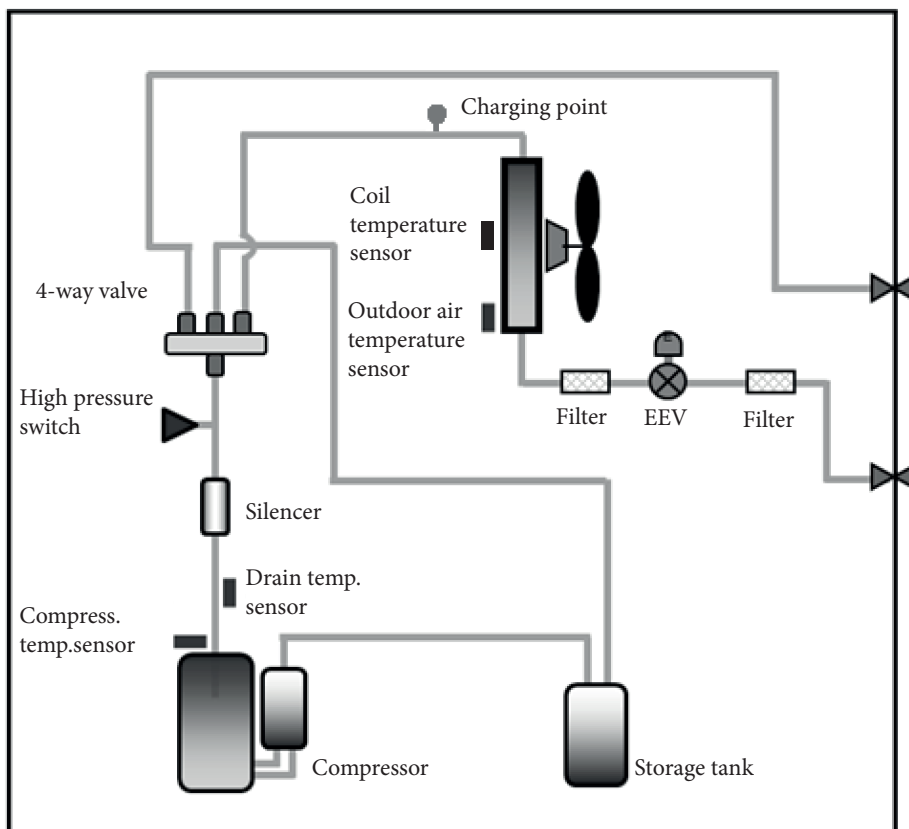 Charging point
Coil
temperature
sensor
4-way valve
Outdoor air
temperature
sensor
E
High pressure
switch
Filter
EEV
Filter
Silencer
Drain temp.
sensor
Compress.
temp.sensor
Compressor
Storage tank